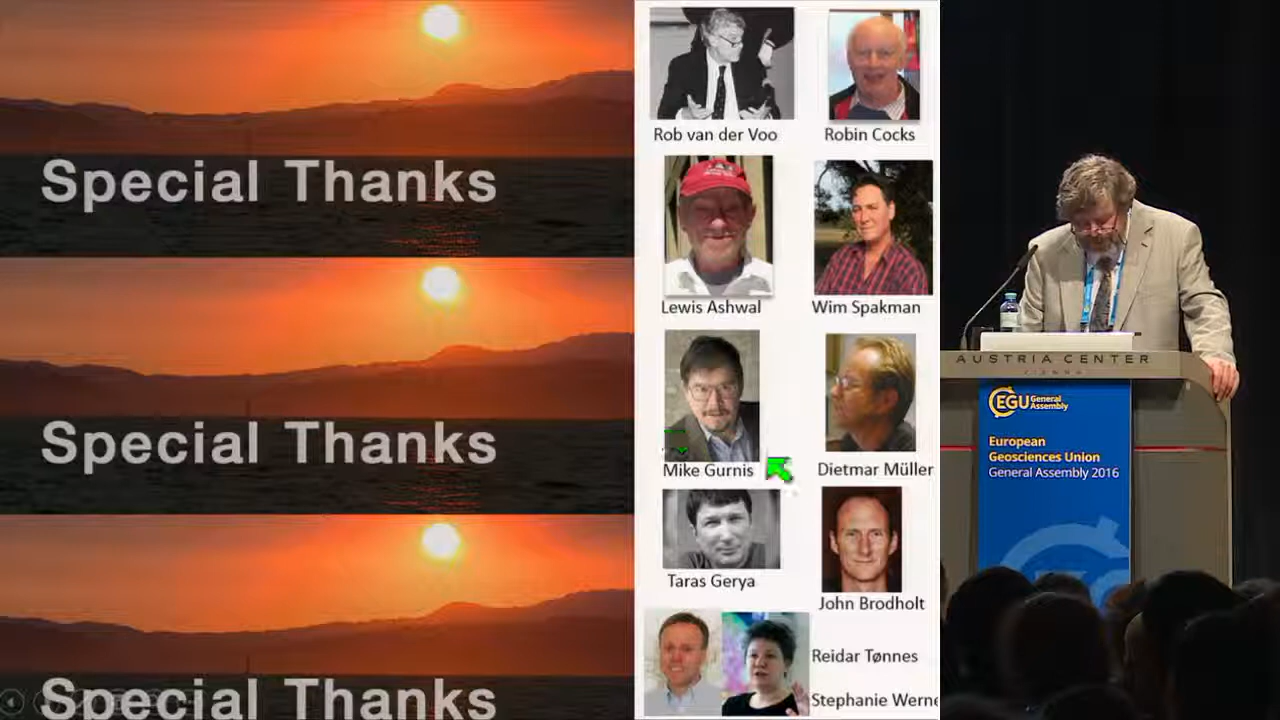 Special Thanks
Special Thanks
Special Thanks
Rob van der Voo
Robin Cocks
Lewis Ashwal
Wim Spakman
Mike Gurnis
Dietmar Müller
Taras Gerya
John Brodholt
Reidar Tønnes
Stephanie Werne
AUSTRIA CENTER
VIENNA
EGU General
Assembly
European
Geosciences Union
General Assembly 2016